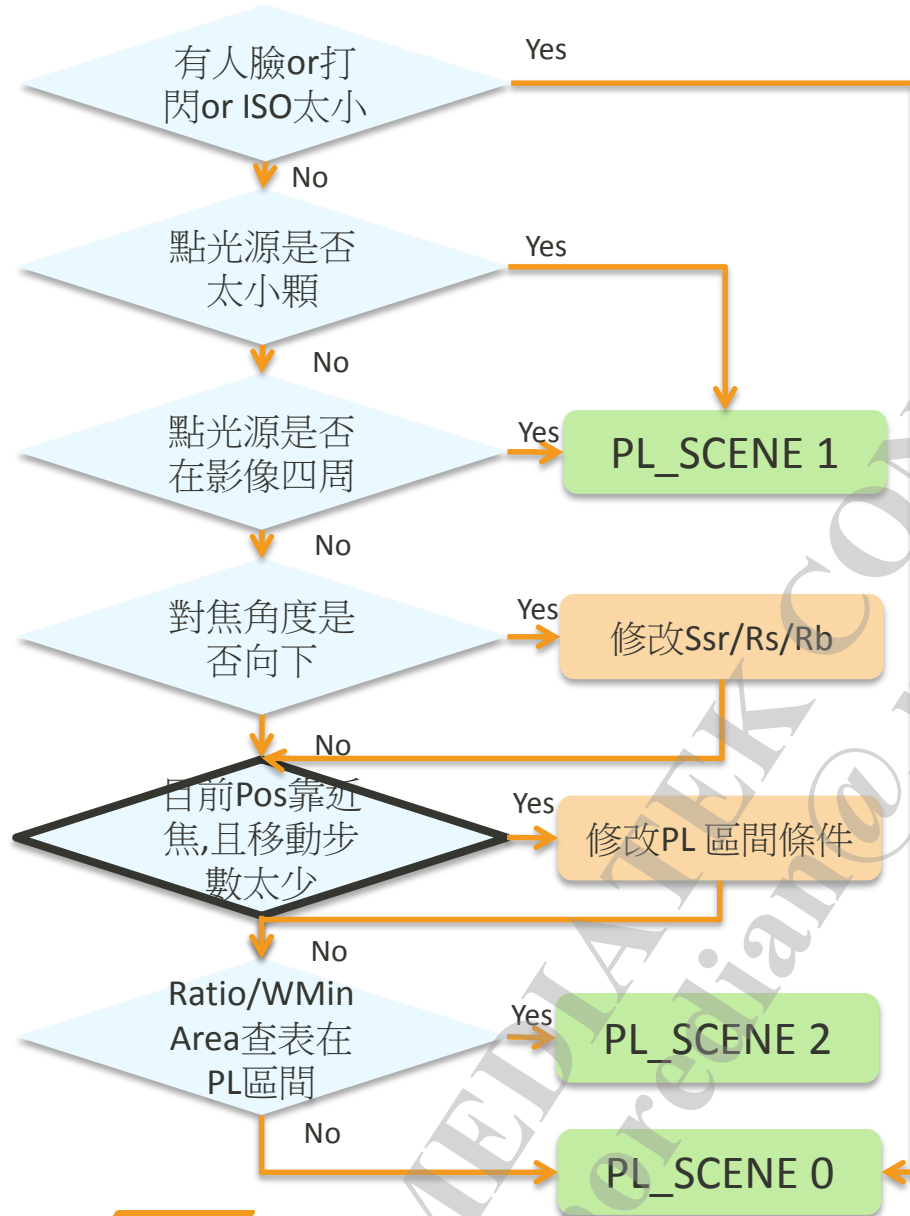 有人臉or打
閃or ISO太小
Yes
No
點光源是否
太小顆
Yes
No
點光源是否
在影像四周
Yes
PL_SCENE 1
No
對焦角度是
否向下
Yes
修改Ssr/Rs/Rb
No
目前Pos靠近
焦,且移動步
數太少
Yes
修改PL 區間條件
No
Ratio/WMin
Area查表在
PL區間
Yes
PL_SCENE 2
No
PL_SCENE 0
MEDIATEK CON
oredian@